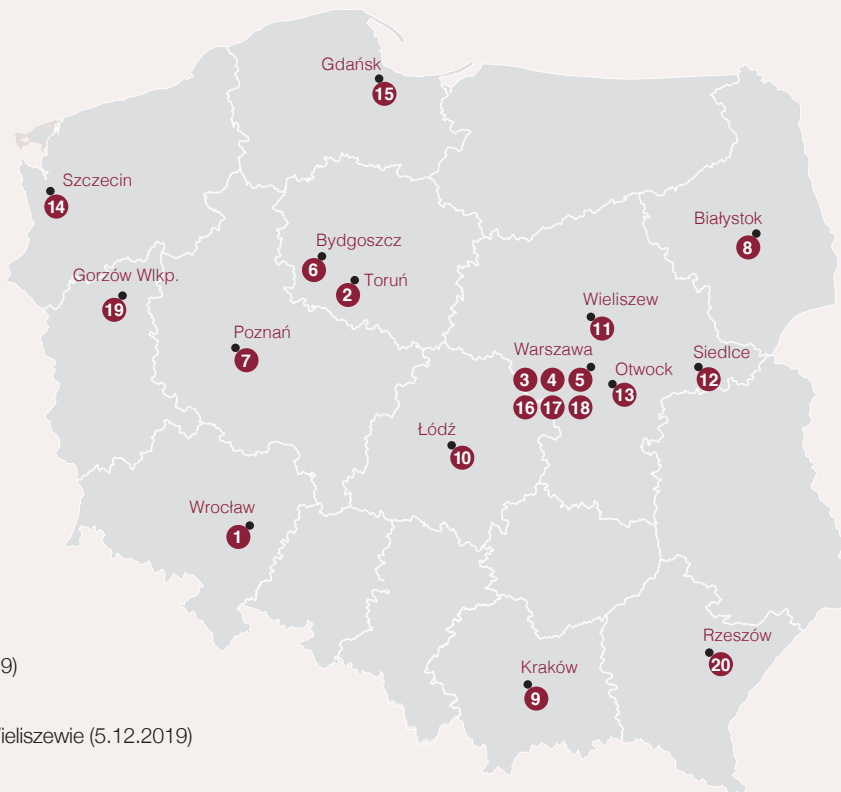 Gdańsk
15
Szczecin
14
Białystok
8
Bydgoszcz
6
Toruń
2
Gorzów Wlkp.
19
Wieliszew
11
Poznań
7
Warszawa
3 4 5
16 17 18
Otwock
13
Siedlce
12
Łódź
10
Wrocław
1
Rzeszów
20
Kraków
9
9)
ieliszewie (5.12.2019)